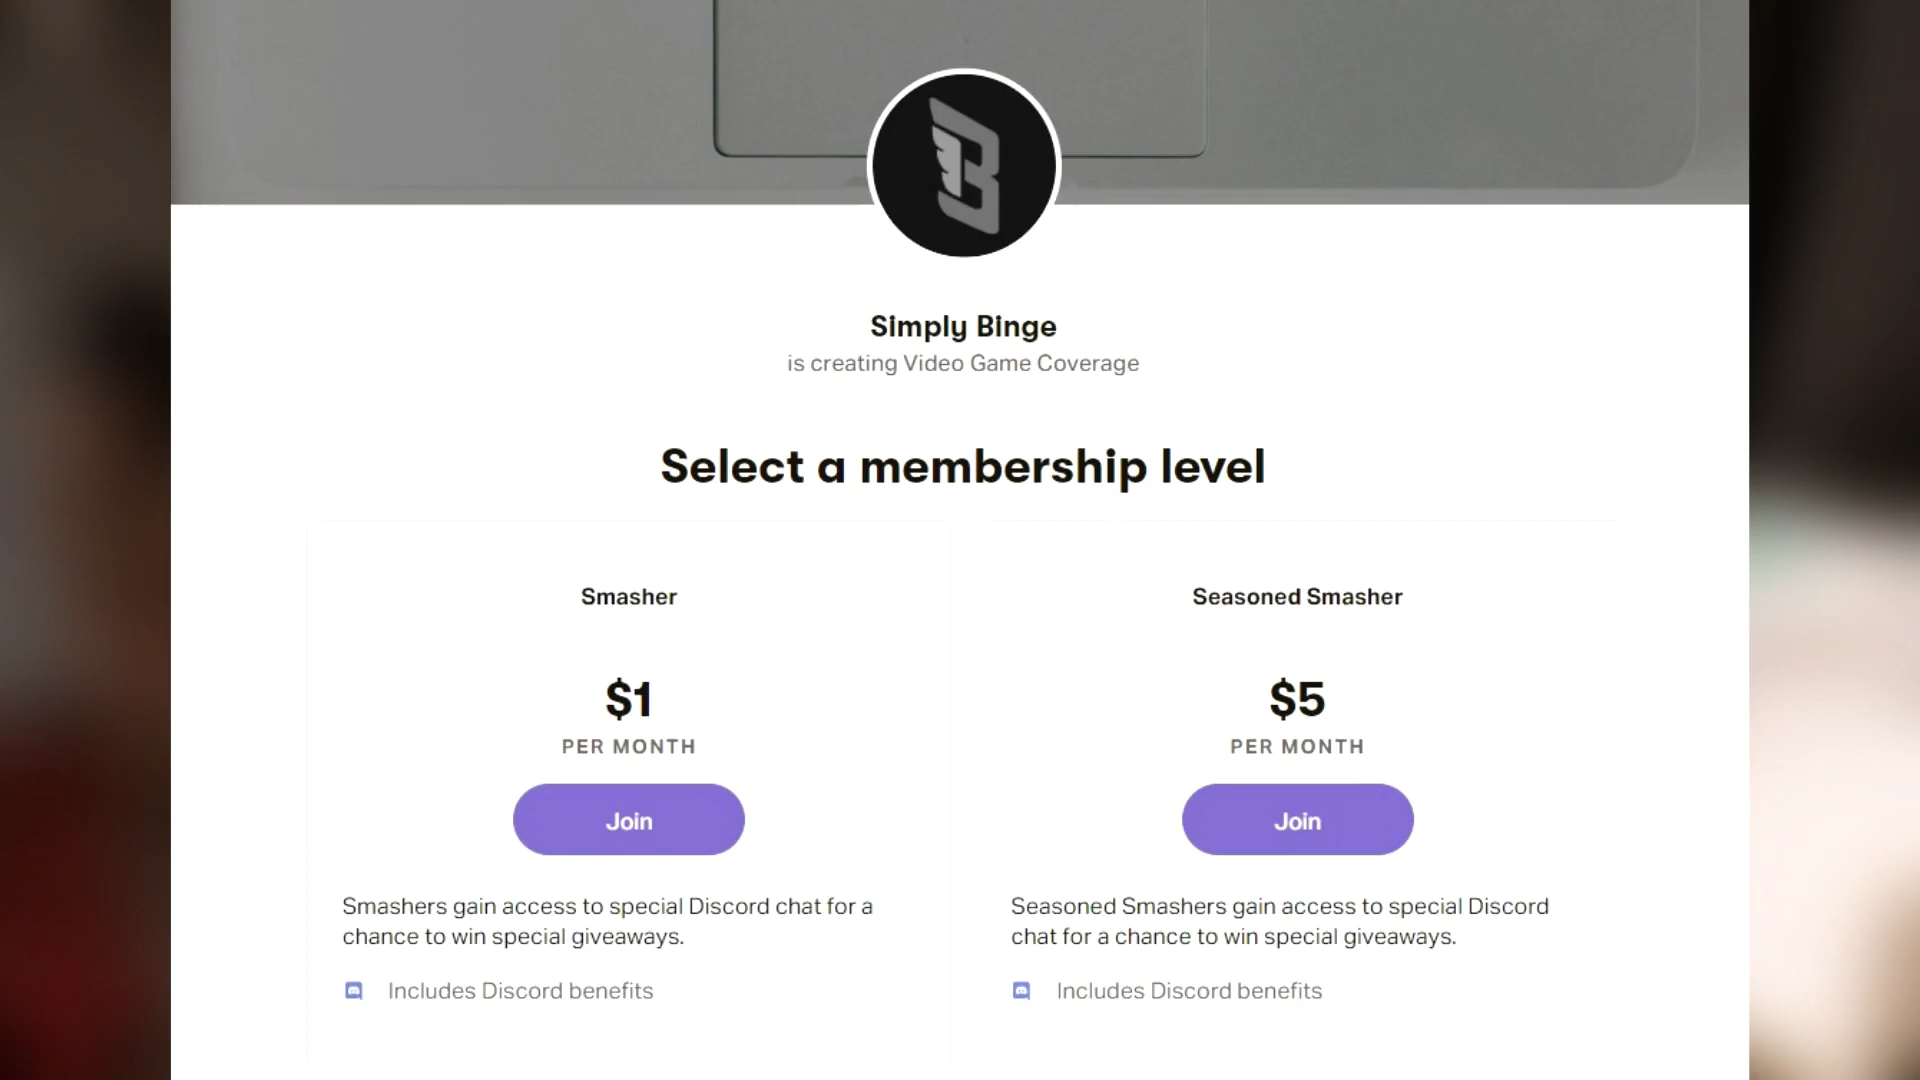 Simply Binge
is creating Video Game Coverage
Select a membership level
Smasher
$1
PER MONTH
Join
Smashers gain access to special Discord chat for a
chance to win special giveaways.
Includes Discord benefits
Seasoned Smasher
$5
PER MONTH
Join
Seasoned Smashers gain access to special Discord
chat for a chance to win special giveaways.
Includes Discord benefits